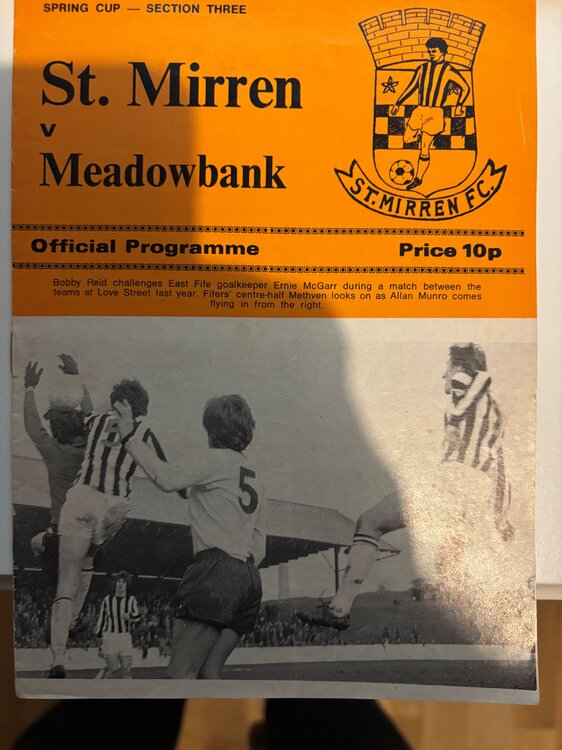 SPRING CUP — SECTION THREE
St. Mirren
v
Meadowbank
ST. MIRREN FC.
Official Programme
Price 10p
Bobby Reid challenges East Fife goalkeeper Ernie McGarr during a match between the
teams at Love Street last year. Fifers' centre-half Methven looks on as Allan Munro comes
flying in from the right.
5